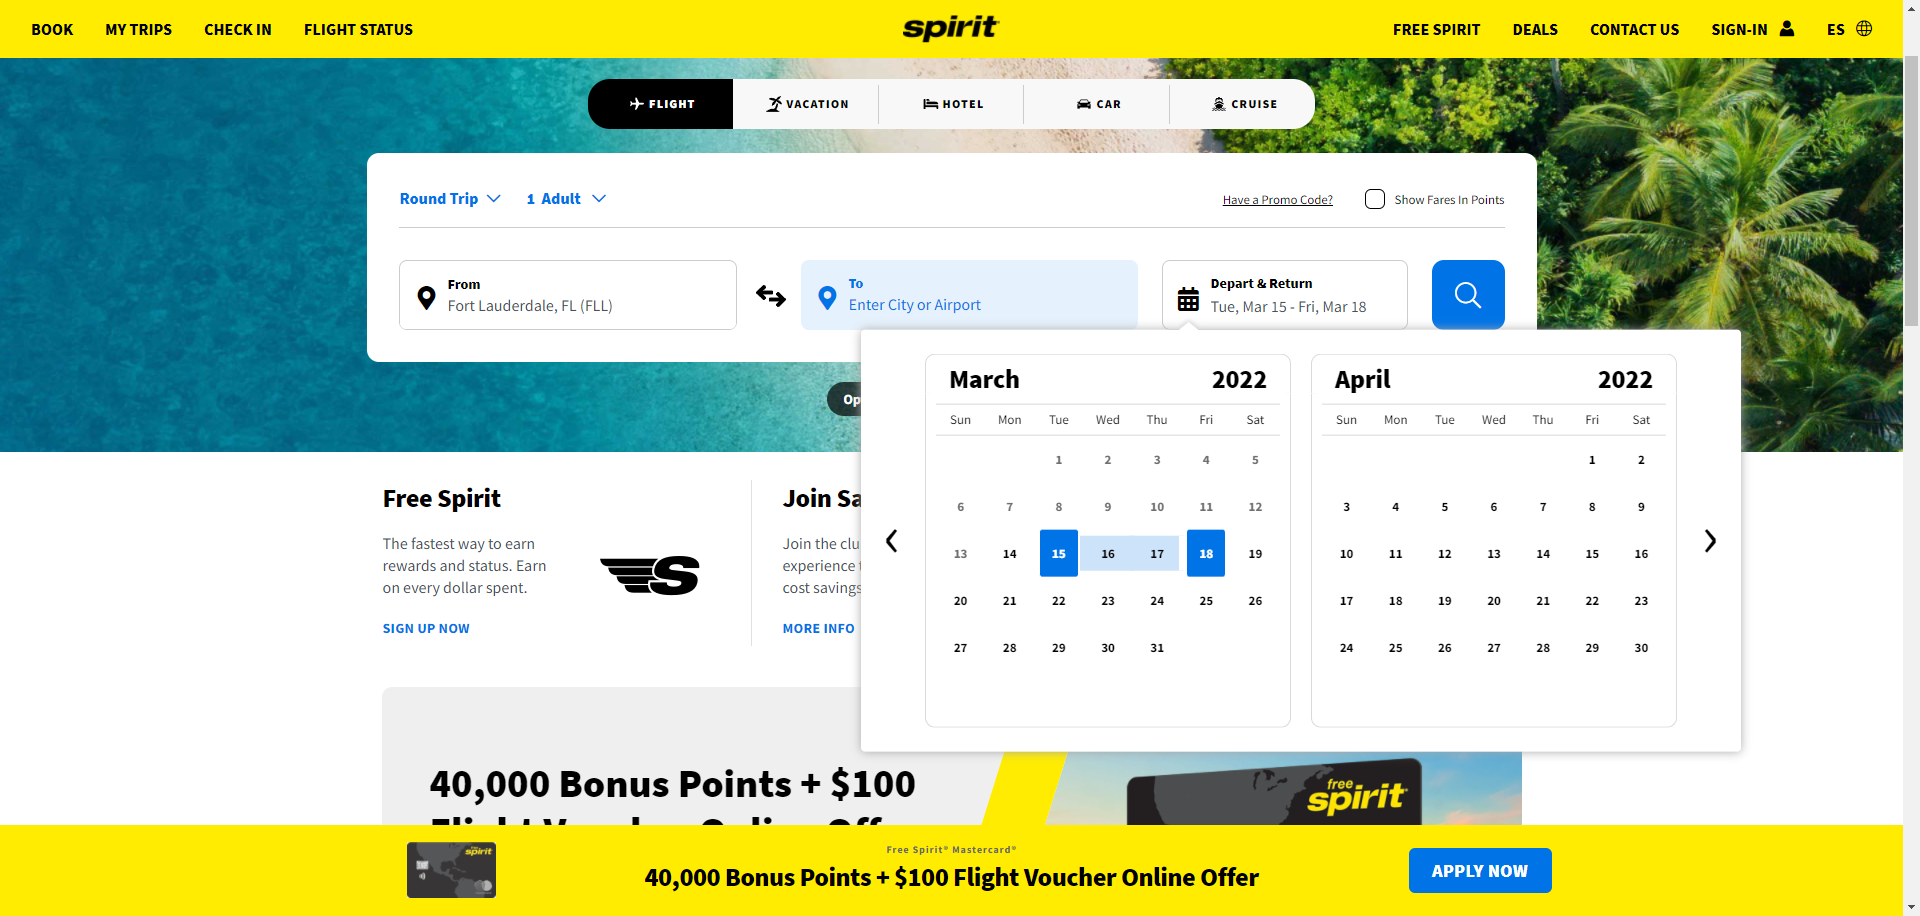 BOOK MY TRIPS CHECK IN FLIGHT STATUS spirit FREE SPIRIT DEALS CONTACT US SIGN-IN ES
FLIGHT VACATION HOTEL CAR CRUISE
Round Trip 1 Adult Have a Promo Code? Show Fares In Points
From
Fort Lauderdale, FL (FLL)
To
Enter City or Airport
Depart & Return
Tue, Mar 15 - Fri, Mar 18
Op
March 2022
Sun Mon Tue Wed Thu Fri Sat
1 2 3 4 5
6 7 8 9 10 11 12
13 14 15 16 17 18 19
20 21 22 23 24 25 26
27 28 29 30 31
April 2022
Sun Mon Tue Wed Thu Fri Sat
1 2
3 4 5 6 7 8 9
10 11 12 13 14 15 16
17 18 19 20 21 22 23
24 25 26 27 28 29 30
Free Spirit
The fastest way to earn
rewards and status. Earn
on every dollar spent.
SIGN UP NOW
S
Join Sa
Join the clu
experience
cost savings
MORE INFO
40,000 Bonus Points + $100
Flight Voucher Online Off
free
spirit
spirit
Free Spirit® Mastercard®
40,000 Bonus Points + $100 Flight Voucher Online Offer
APPLY NOW